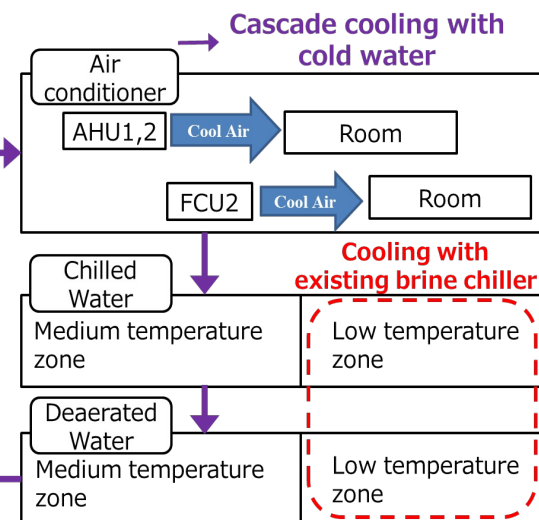 Cascade cooling with
cold water
Air
conditioner
AHU1,2
Cool Air
Room
FCU2
Cool Air
Room
Cooling with
existing brine chiller
Chilled
Water
Medium temperature
zone
Low temperature
zone
Deaerated
Water
Medium temperature
zone
Low temperature
zone